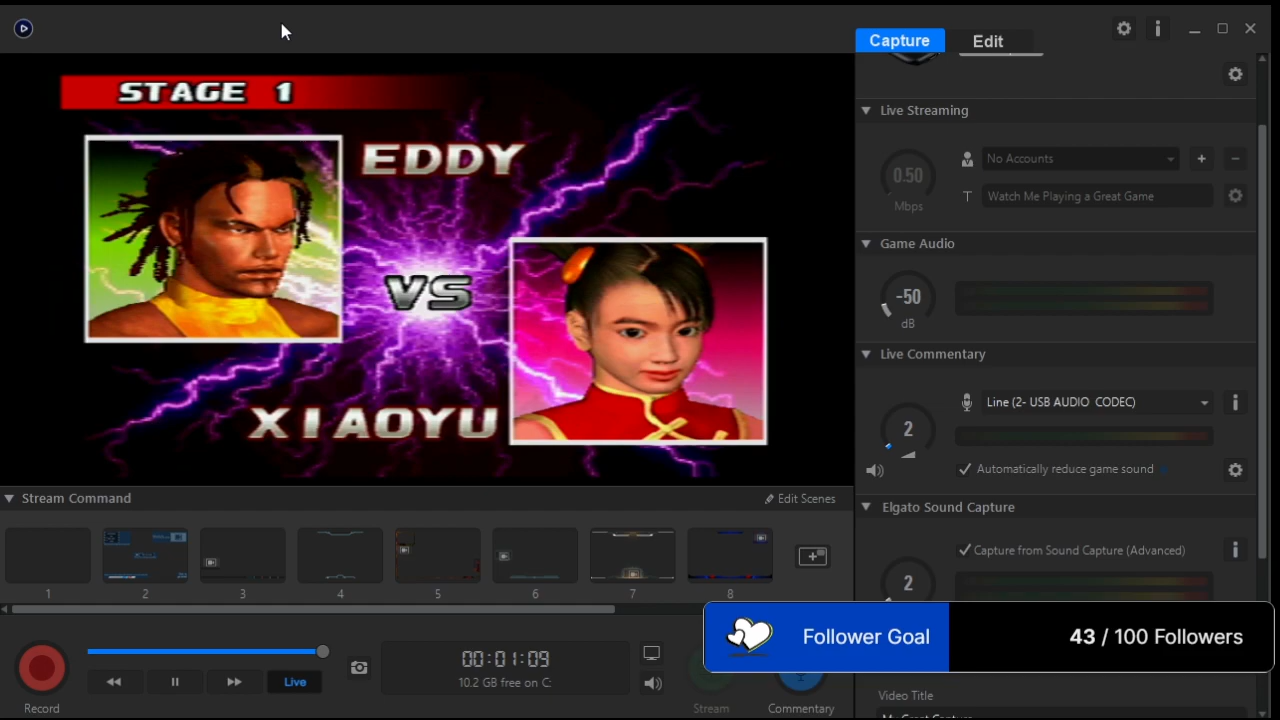 Capture
Edit
STAGE 1
EDDY
VS
XIAOYU
Live Streaming
0.50
Mbps
No Accounts
T
Watch Me Playing a Great Game
Game Audio
-50
dB
Live Commentary
2
Line (2- USB AUDIO CODEC)
Automatically reduce game sound
Elgato Sound Capture
Capture from Sound Capture (Advanced)
2
Stream Command
Edit Scenes
1 2 3 4 5 6 7 8
Follower Goal
43 / 100 Followers
Live
00:01:09
10.2 GB free on C:
Record
Stream
Commentary
Video Title
My Great Capture